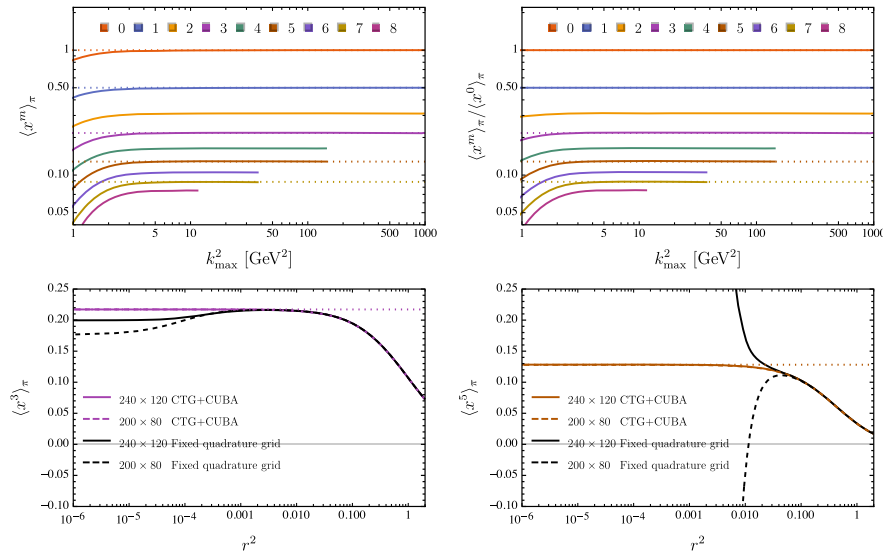 0 1 2 3 4 5 6 7 8
1
0.50
0.10
0.05
⟨x^m⟩_π
1 5 10 50 100 500 1000
k²_max [GeV²]
0 1 2 3 4 5 6 7 8
1
0.50
0.10
0.05
⟨x^m⟩_π/⟨x^0⟩_π
1 5 10 50 100 500 1000
k²_max [GeV²]
0.25
0.20
0.15
0.10
0.05
0.00
−0.05
−0.10
⟨x³⟩_π
240 × 120 CTG+CUBA
200 × 80 CTG+CUBA
240 × 120 Fixed quadrature grid
200 × 80 Fixed quadrature grid
10⁻⁶ 10⁻⁵ 10⁻⁴ 0.001 0.010 0.100 1
r²
0.25
0.20
0.15
0.10
0.05
0.00
−0.05
−0.10
⟨x⁵⟩_π
240 × 120 CTG+CUBA
200 × 80 CTG+CUBA
240 × 120 Fixed quadrature grid
200 × 80 Fixed quadrature grid
10⁻⁶ 10⁻⁵ 10⁻⁴ 0.001 0.010 0.100 1
r²